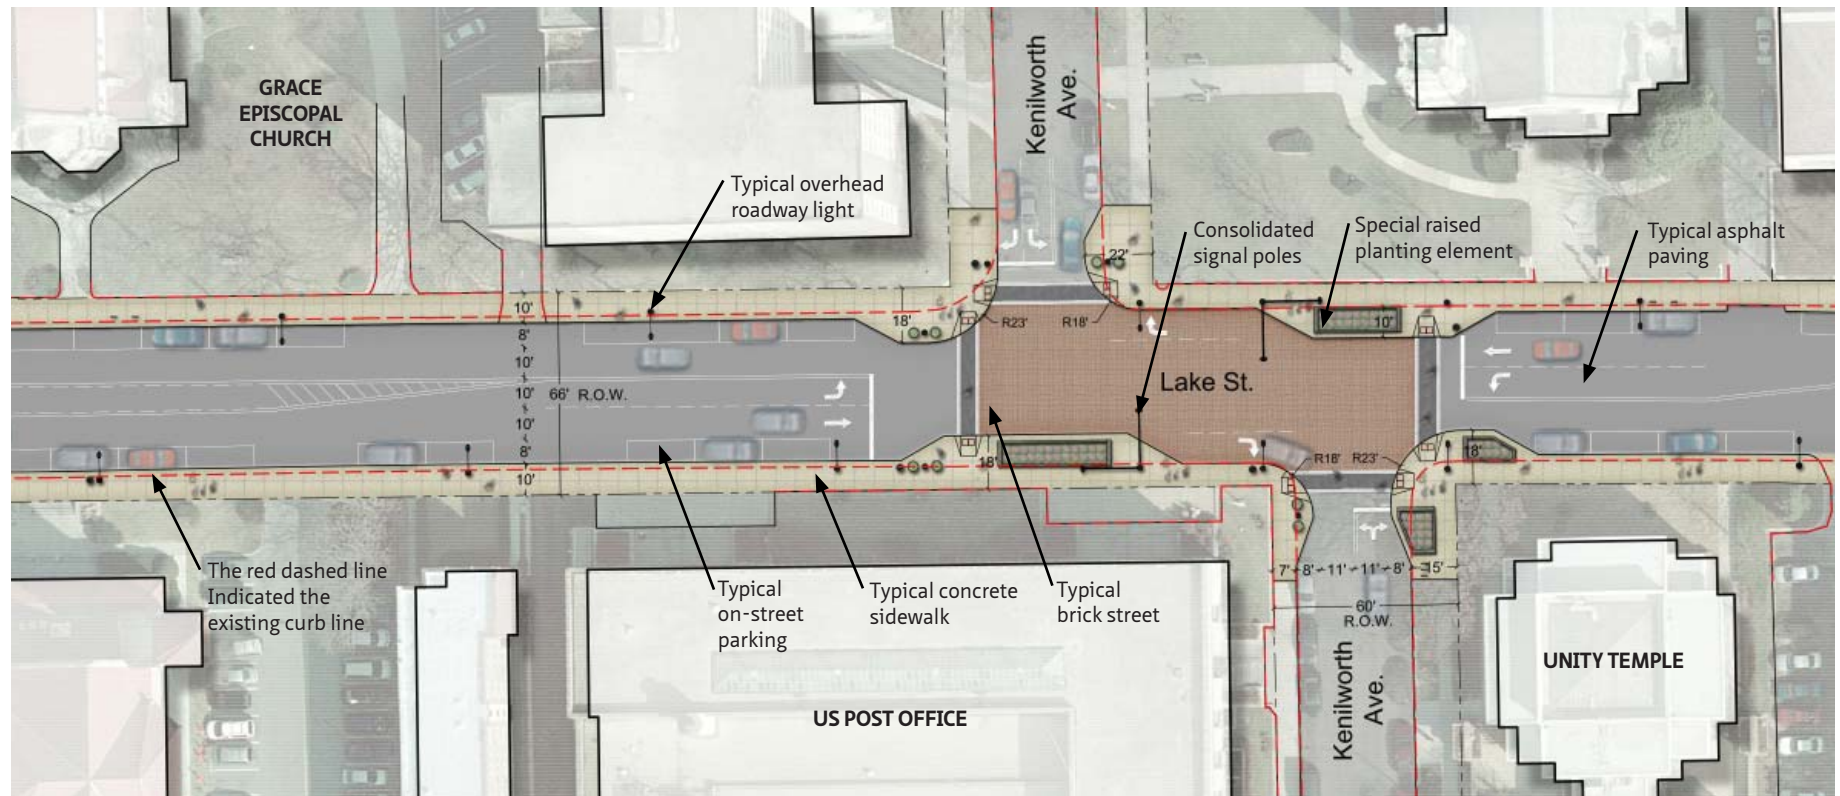 GRACE
EPISCOPAL
CHURCH
Kenilworth
Ave.
Typical overhead
roadway light
Consolidated
signal poles
Special raised
planting element
Typical asphalt
paving
22'
10'
18'
R23'
R18'
10'
8'
10'
10'
66' R.O.W.
10'
8'
10'
Lake St.
18'
R18'
R23'
18'
The red dashed line
Indicated the
existing curb line
Typical
on-street
parking
Typical concrete
sidewalk
Typical
brick street
7' 8' 11' 11' 8' 15'
60'
R.O.W.
Kenilworth
Ave.
US POST OFFICE
UNITY TEMPLE